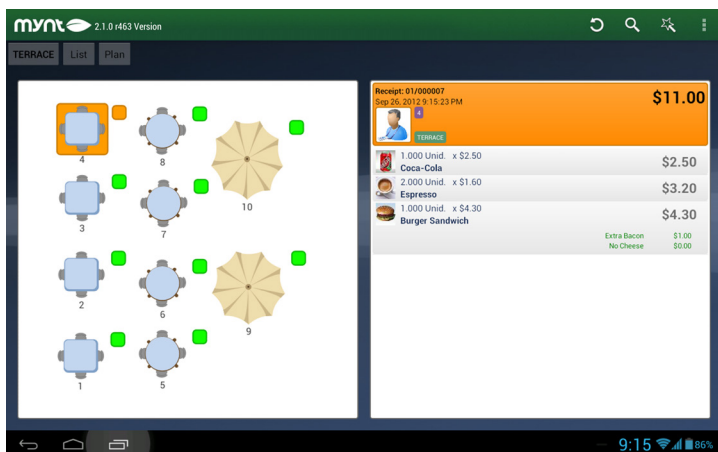 mynt 2.1.0 r463 Version
TERRACE List Plan
4
8
10
3
7
2
6
9
1
5
Receipt: 01/000007
$11.00
Sep 26, 2012 9:15:23 PM
4
TERRACE
1.000 Unid. x $2.50
Coca-Cola
$2.50
2.000 Unid. x $1.60
Espresso
$3.20
1.000 Unid. x $4.30
Burger Sandwich
$4.30
Extra Bacon $1.00
No Cheese $0.00
9:15 86%